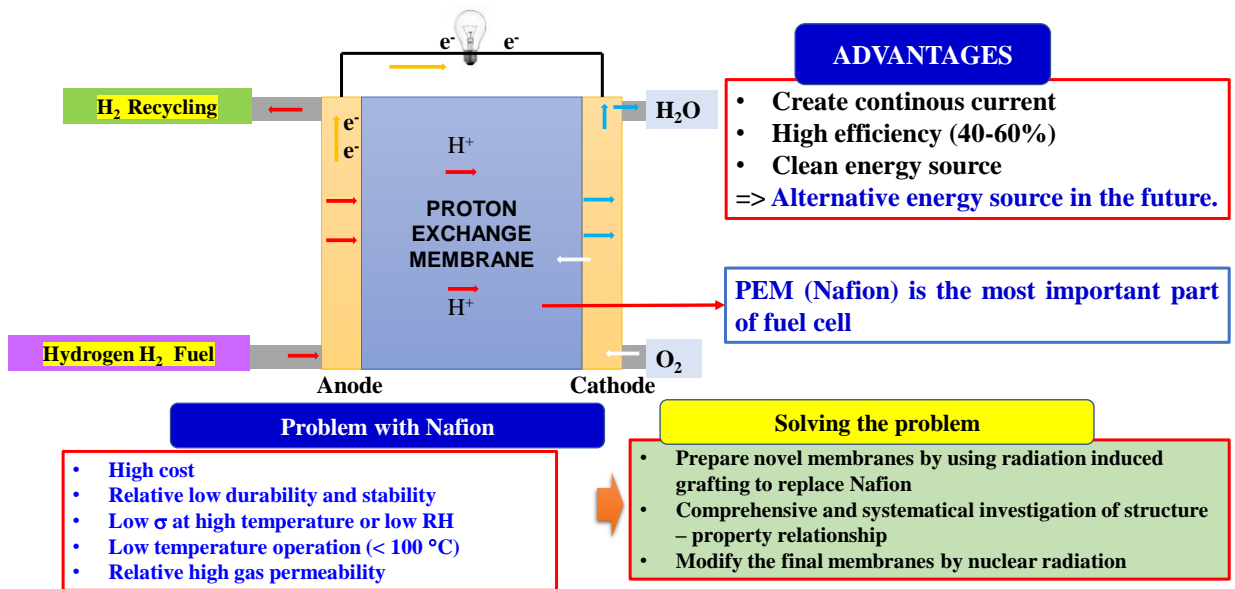 e⁻ e⁻
H₂ Recycling
e⁻
e⁻
H⁺
PROTON
EXCHANGE
MEMBRANE
H⁺
H₂O
Hydrogen H₂ Fuel
O₂
Anode
Cathode
ADVANTAGES
• Create continous current
• High efficiency (40-60%)
• Clean energy source
=> Alternative energy source in the future.
PEM (Nafion) is the most important part
of fuel cell
Problem with Nafion
• High cost
• Relative low durability and stability
• Low σ at high temperature or low RH
• Low temperature operation (< 100 °C)
• Relative high gas permeability
Solving the problem
• Prepare novel membranes by using radiation induced
grafting to replace Nafion
• Comprehensive and systematical investigation of structure
– property relationship
• Modify the final membranes by nuclear radiation